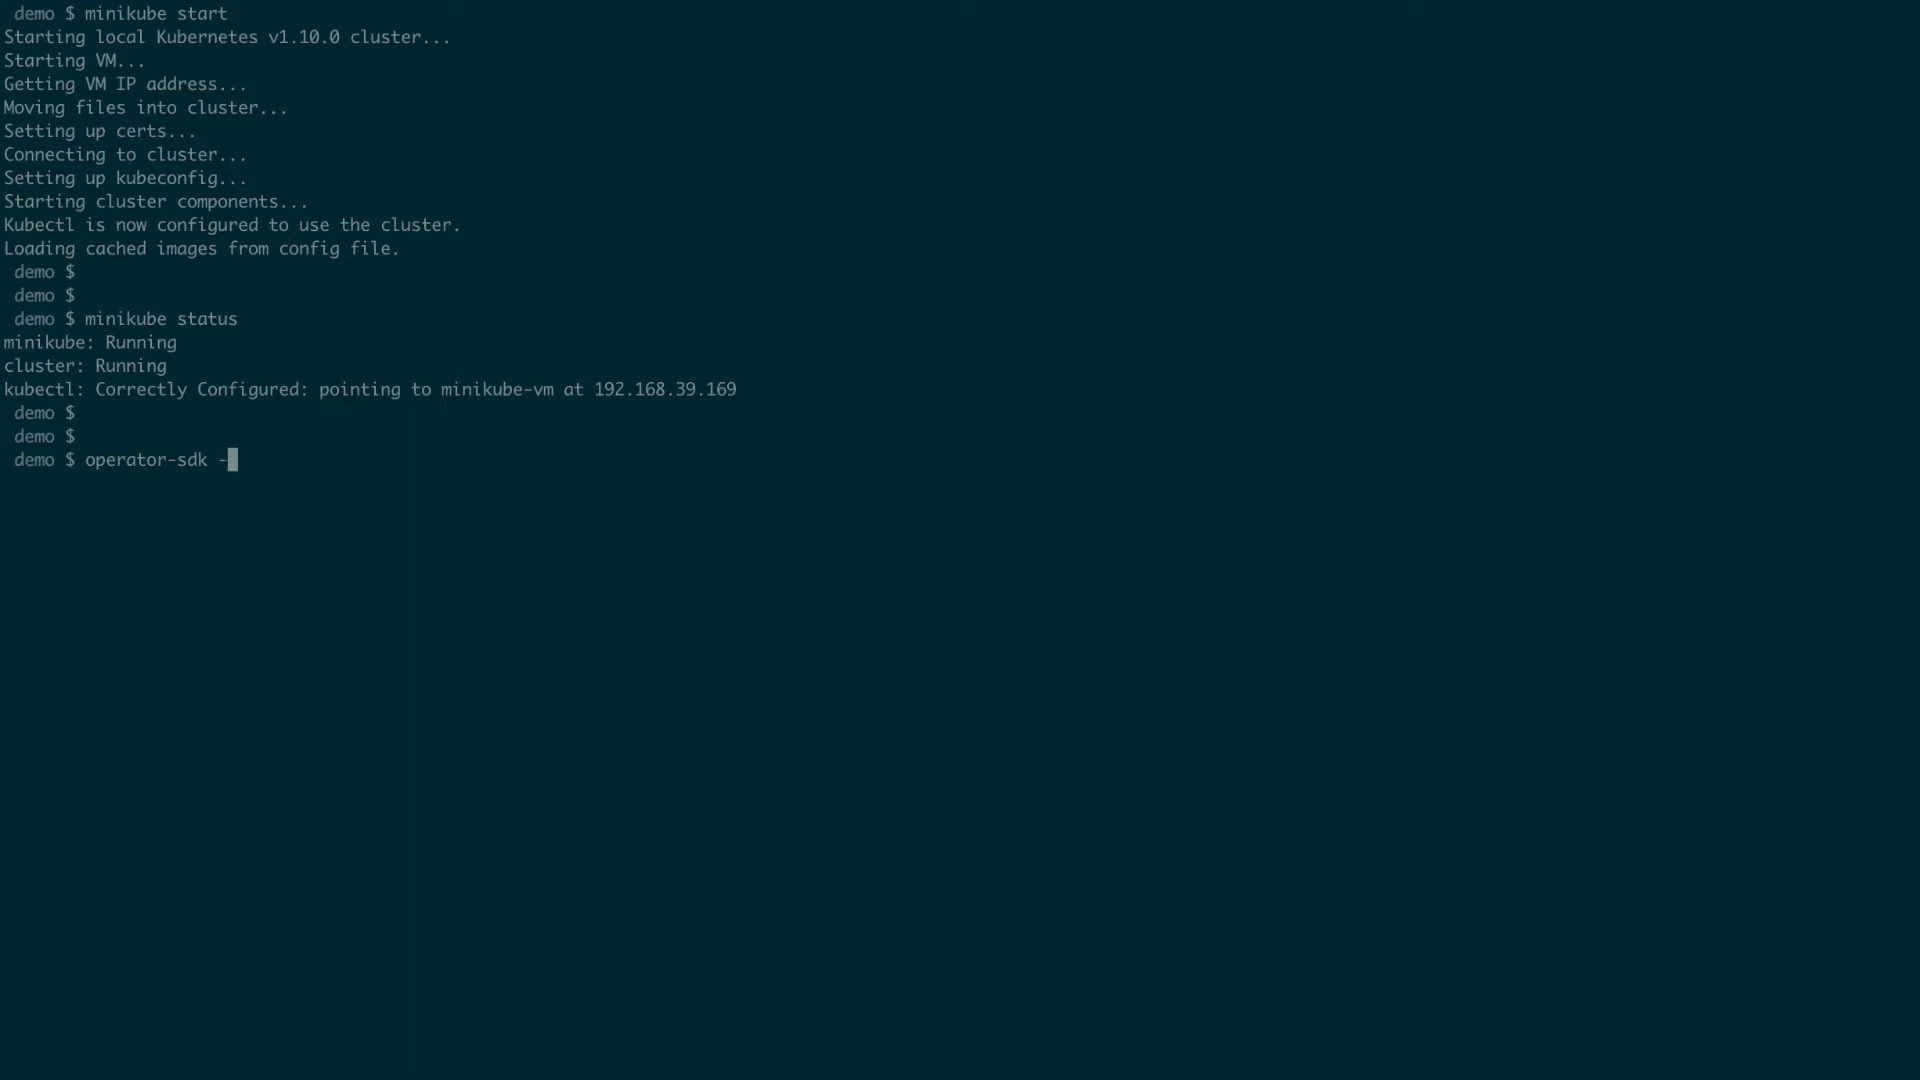 demo $ minikube start
Starting local Kubernetes v1.10.0 cluster...
Starting VM...
Getting VM IP address...
Moving files into cluster...
Setting up certs...
Connecting to cluster...
Setting up kubeconfig...
Starting cluster components...
Kubectl is now configured to use the cluster.
Loading cached images from config file.
demo $
demo $
demo $ minikube status
minikube: Running
cluster: Running
kubectl: Correctly Configured: pointing to minikube-vm at 192.168.39.169
demo $
demo $
demo $ operator-sdk -